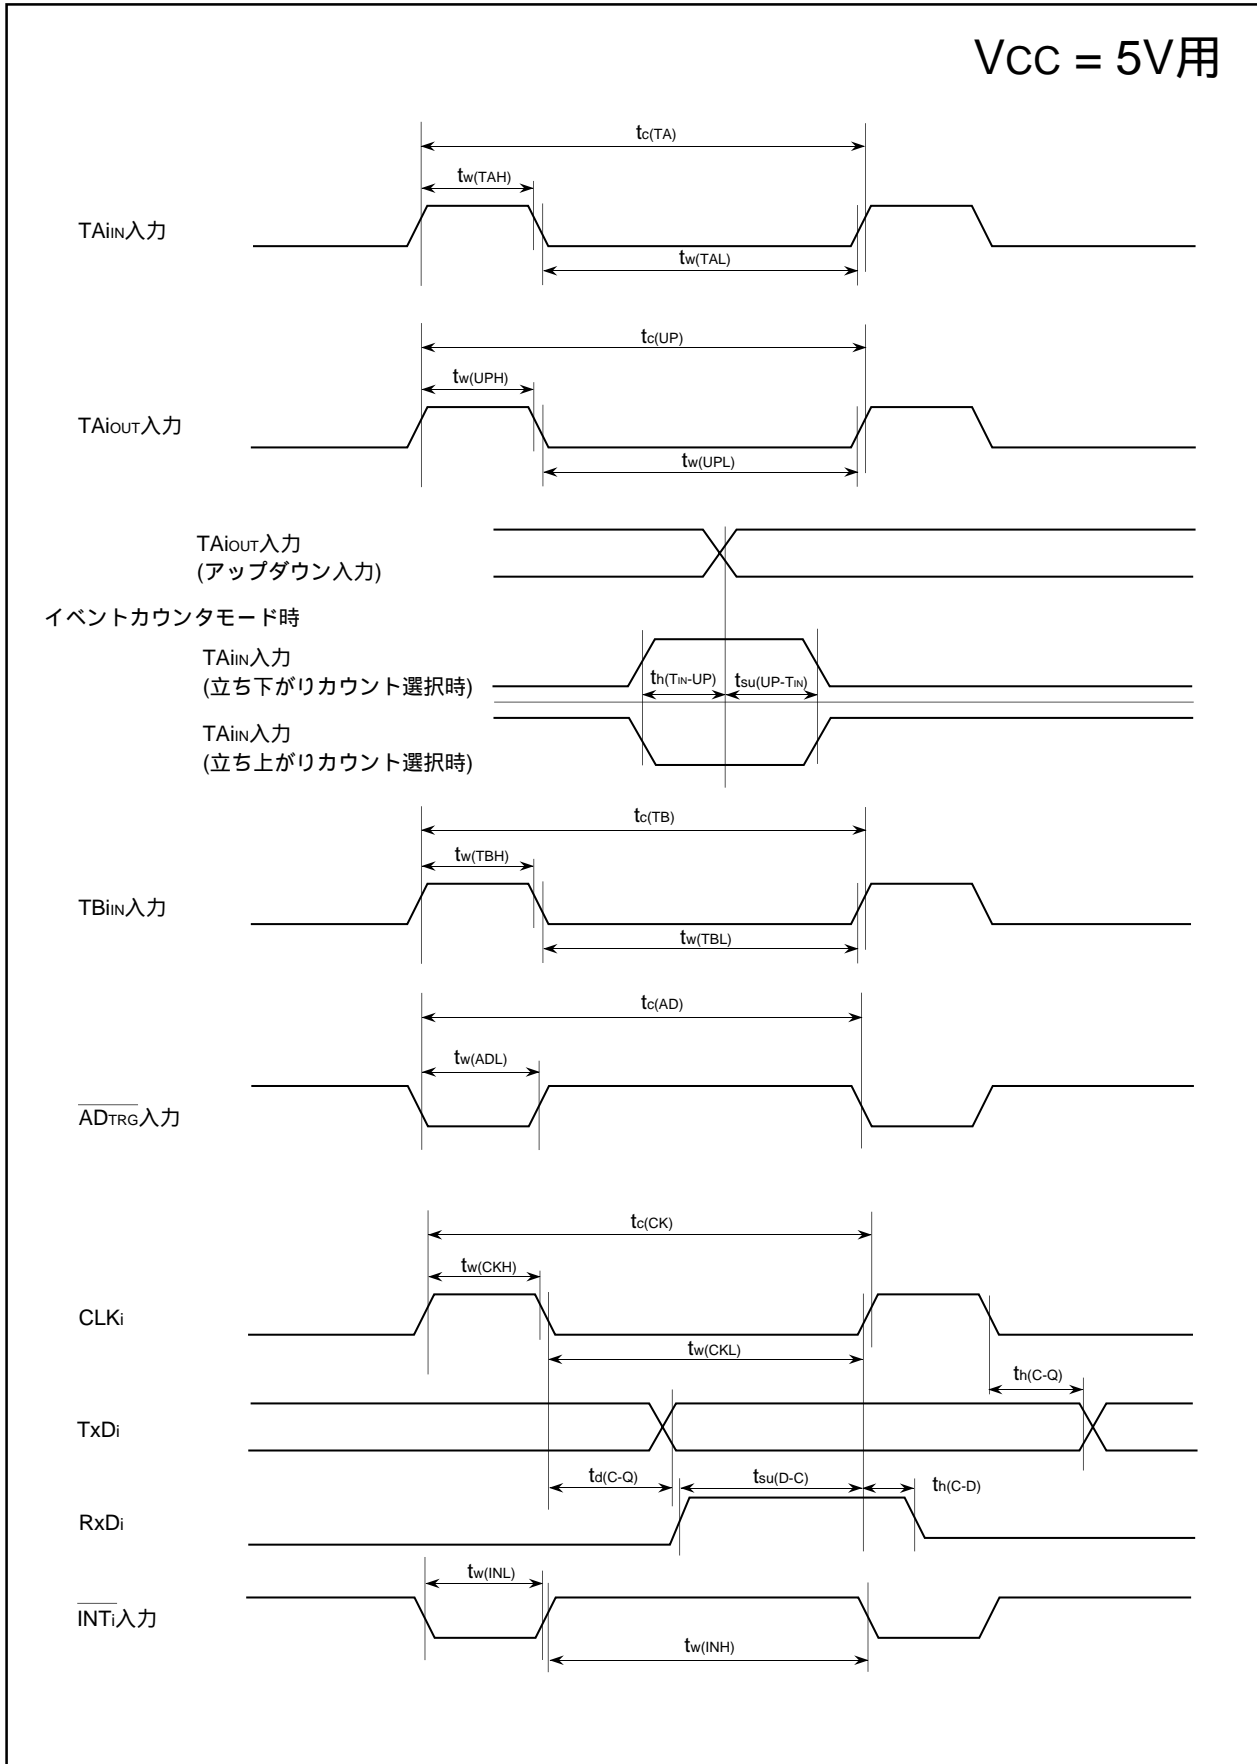 VCC = 5V用
tc(TA)
tw(TAH)
TAiIN入力
tw(TAL)
tc(UP)
tw(UPH)
TAiOUT入力
tw(UPL)
TAiOUT入力
(アップダウン入力)
イベントカウンタモード時
TAiIN入力
(立ち下がりカウント選択時)
th(TIN-UP)
tsu(UP-TIN)
TAiIN入力
(立ち上がりカウント選択時)
tc(TB)
tw(TBH)
TBiIN入力
tw(TBL)
tc(AD)
tw(ADL)
ADTRG入力
tc(CK)
tw(CKH)
CLKi
tw(CKL)
th(C-Q)
TxDi
td(C-Q)
tsu(D-C)
th(C-D)
RxDi
tw(INL)
INTi入力
tw(INH)